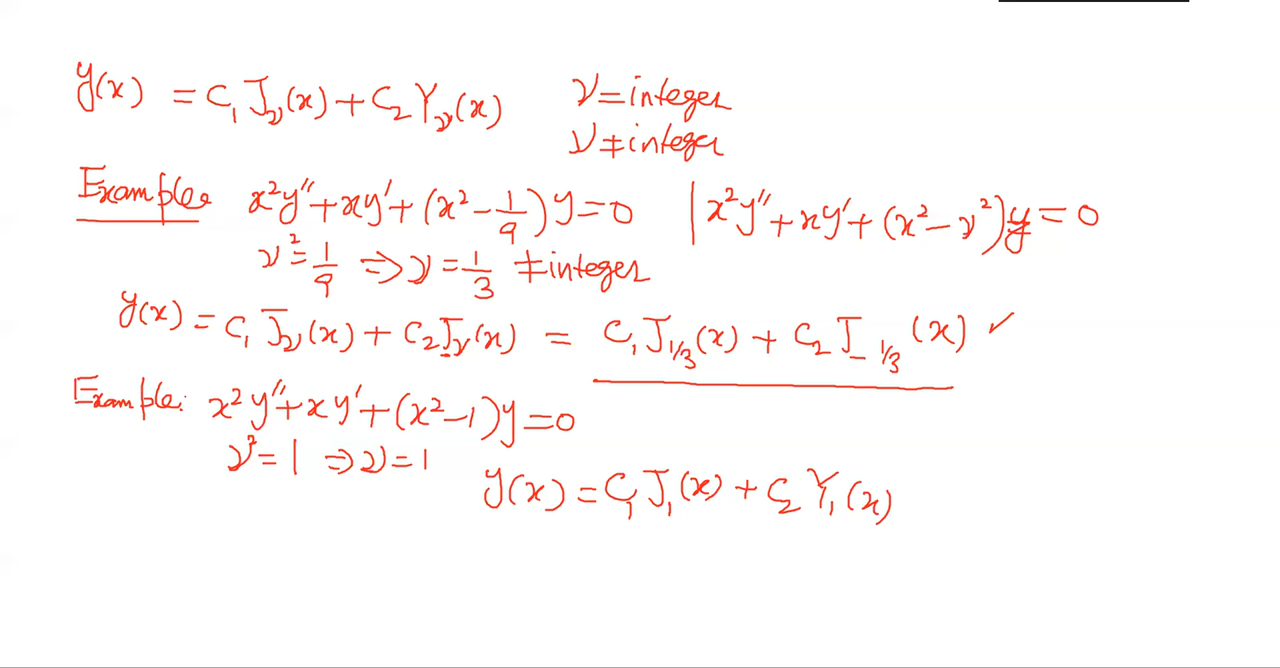 y(x) = C₁ J_ν(x) + C₂ Y_ν(x)   ν = integer
ν ≠ integer
Example: x²y″ + xy′ + (x² − 1/9) y = 0 | x²y″ + xy′ + (x² − ν²) y = 0
ν² = 1/9 ⇒ ν = 1/3 ≠ integer
y(x) = C₁ J_ν(x) + C₂ J_-ν(x) = C₁ J_1/3(x) + C₂ J_-1/3(x) ✓
Example: x²y″ + xy′ + (x² − 1)y = 0
ν² = 1 ⇒ ν = 1
y(x) = C₁ J₁(x) + C₂ Y₁(x)